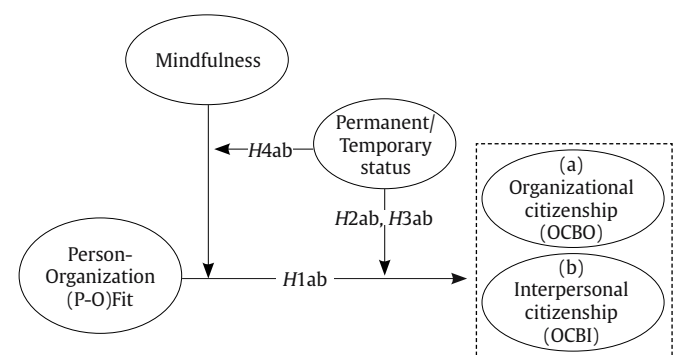 Mindfulness
Permanent/
Temporary
status
H4ab
H2ab, H3ab
(a)
Organizational
citizenship
(OCBO)
Person-
Organization
(P-O)Fit
H1ab
(b)
Interpersonal
citizenship
(OCBI)